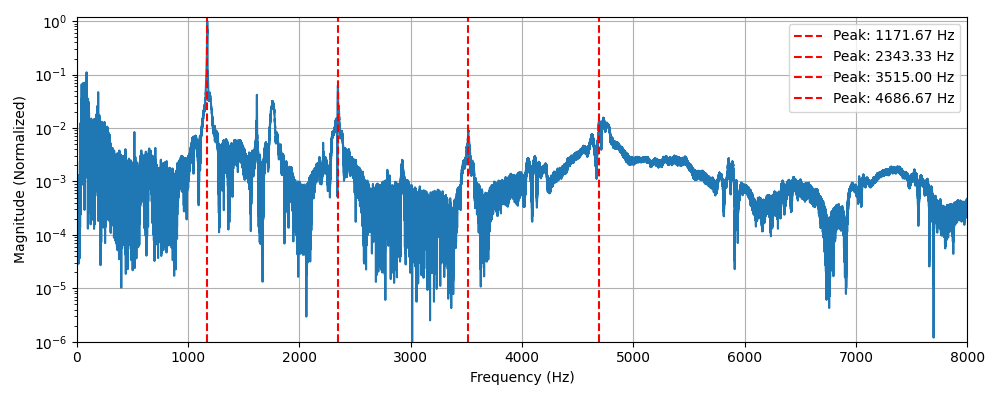 Magnitude (Normalized)
10⁰
10⁻¹
10⁻²
10⁻³
10⁻⁴
10⁻⁵
10⁻⁶
Peak: 1171.67 Hz
Peak: 2343.33 Hz
Peak: 3515.00 Hz
Peak: 4686.67 Hz
0 1000 2000 3000 4000 5000 6000 7000 8000
Frequency (Hz)